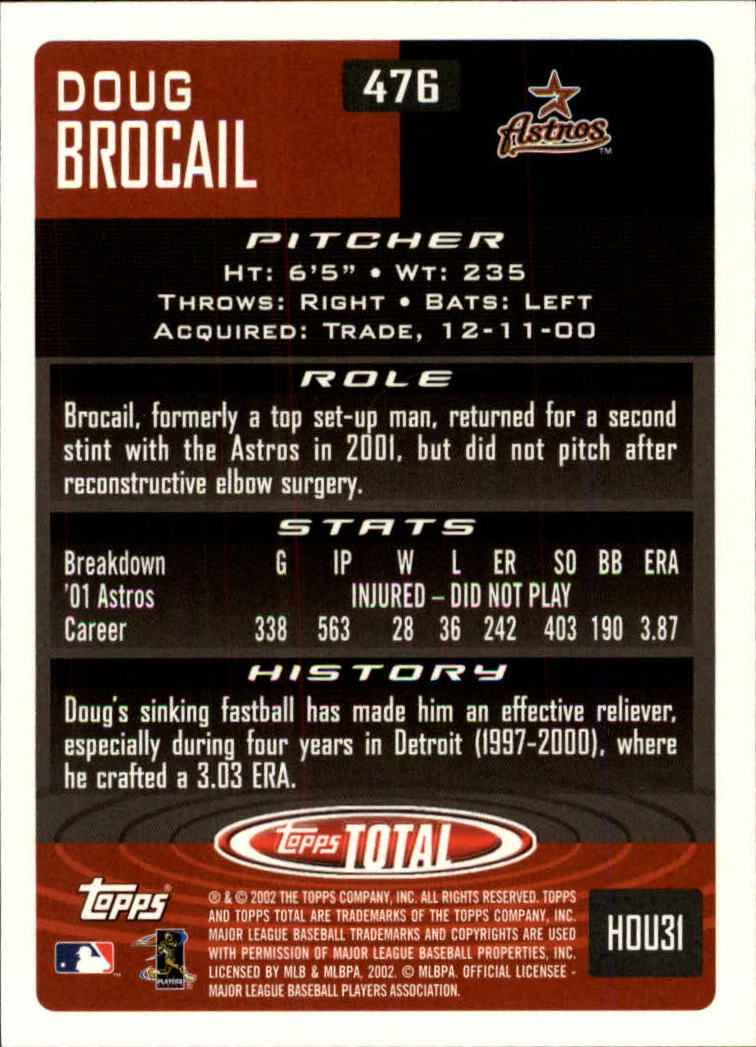 DOUG
BROCAIL
476
Astros
TM
PITCHER
HT: 6'5" • WT: 235
THROWS: RIGHT • BATS: LEFT
ACQUIRED: TRADE, 12-11-00
ROLE
Brocail, formerly a top set-up man, returned for a second
stint with the Astros in 2001, but did not pitch after
reconstructive elbow surgery.
STATS
Breakdown G IP W L ER SO BB ERA
'01 Astros INJURED – DID NOT PLAY
Career 338 563 28 36 242 403 190 3.87
HISTORY
Doug's sinking fastball has made him an effective reliever,
especially during four years in Detroit (1997-2000), where
he crafted a 3.03 ERA.
Topps TOTAL
Topps®
® & © 2002 THE TOPPS COMPANY, INC. ALL RIGHTS RESERVED. TOPPS
AND TOPPS TOTAL ARE TRADEMARKS OF THE TOPPS COMPANY, INC.
MAJOR LEAGUE BASEBALL TRADEMARKS AND COPYRIGHTS ARE USED
WITH PERMISSION OF MAJOR LEAGUE BASEBALL PROPERTIES, INC.
LICENSED BY MLB & MLBPA, 2002. © MLBPA. OFFICIAL LICENSEE -
MAJOR LEAGUE BASEBALL PLAYERS ASSOCIATION.
PLAYERS
HOU31